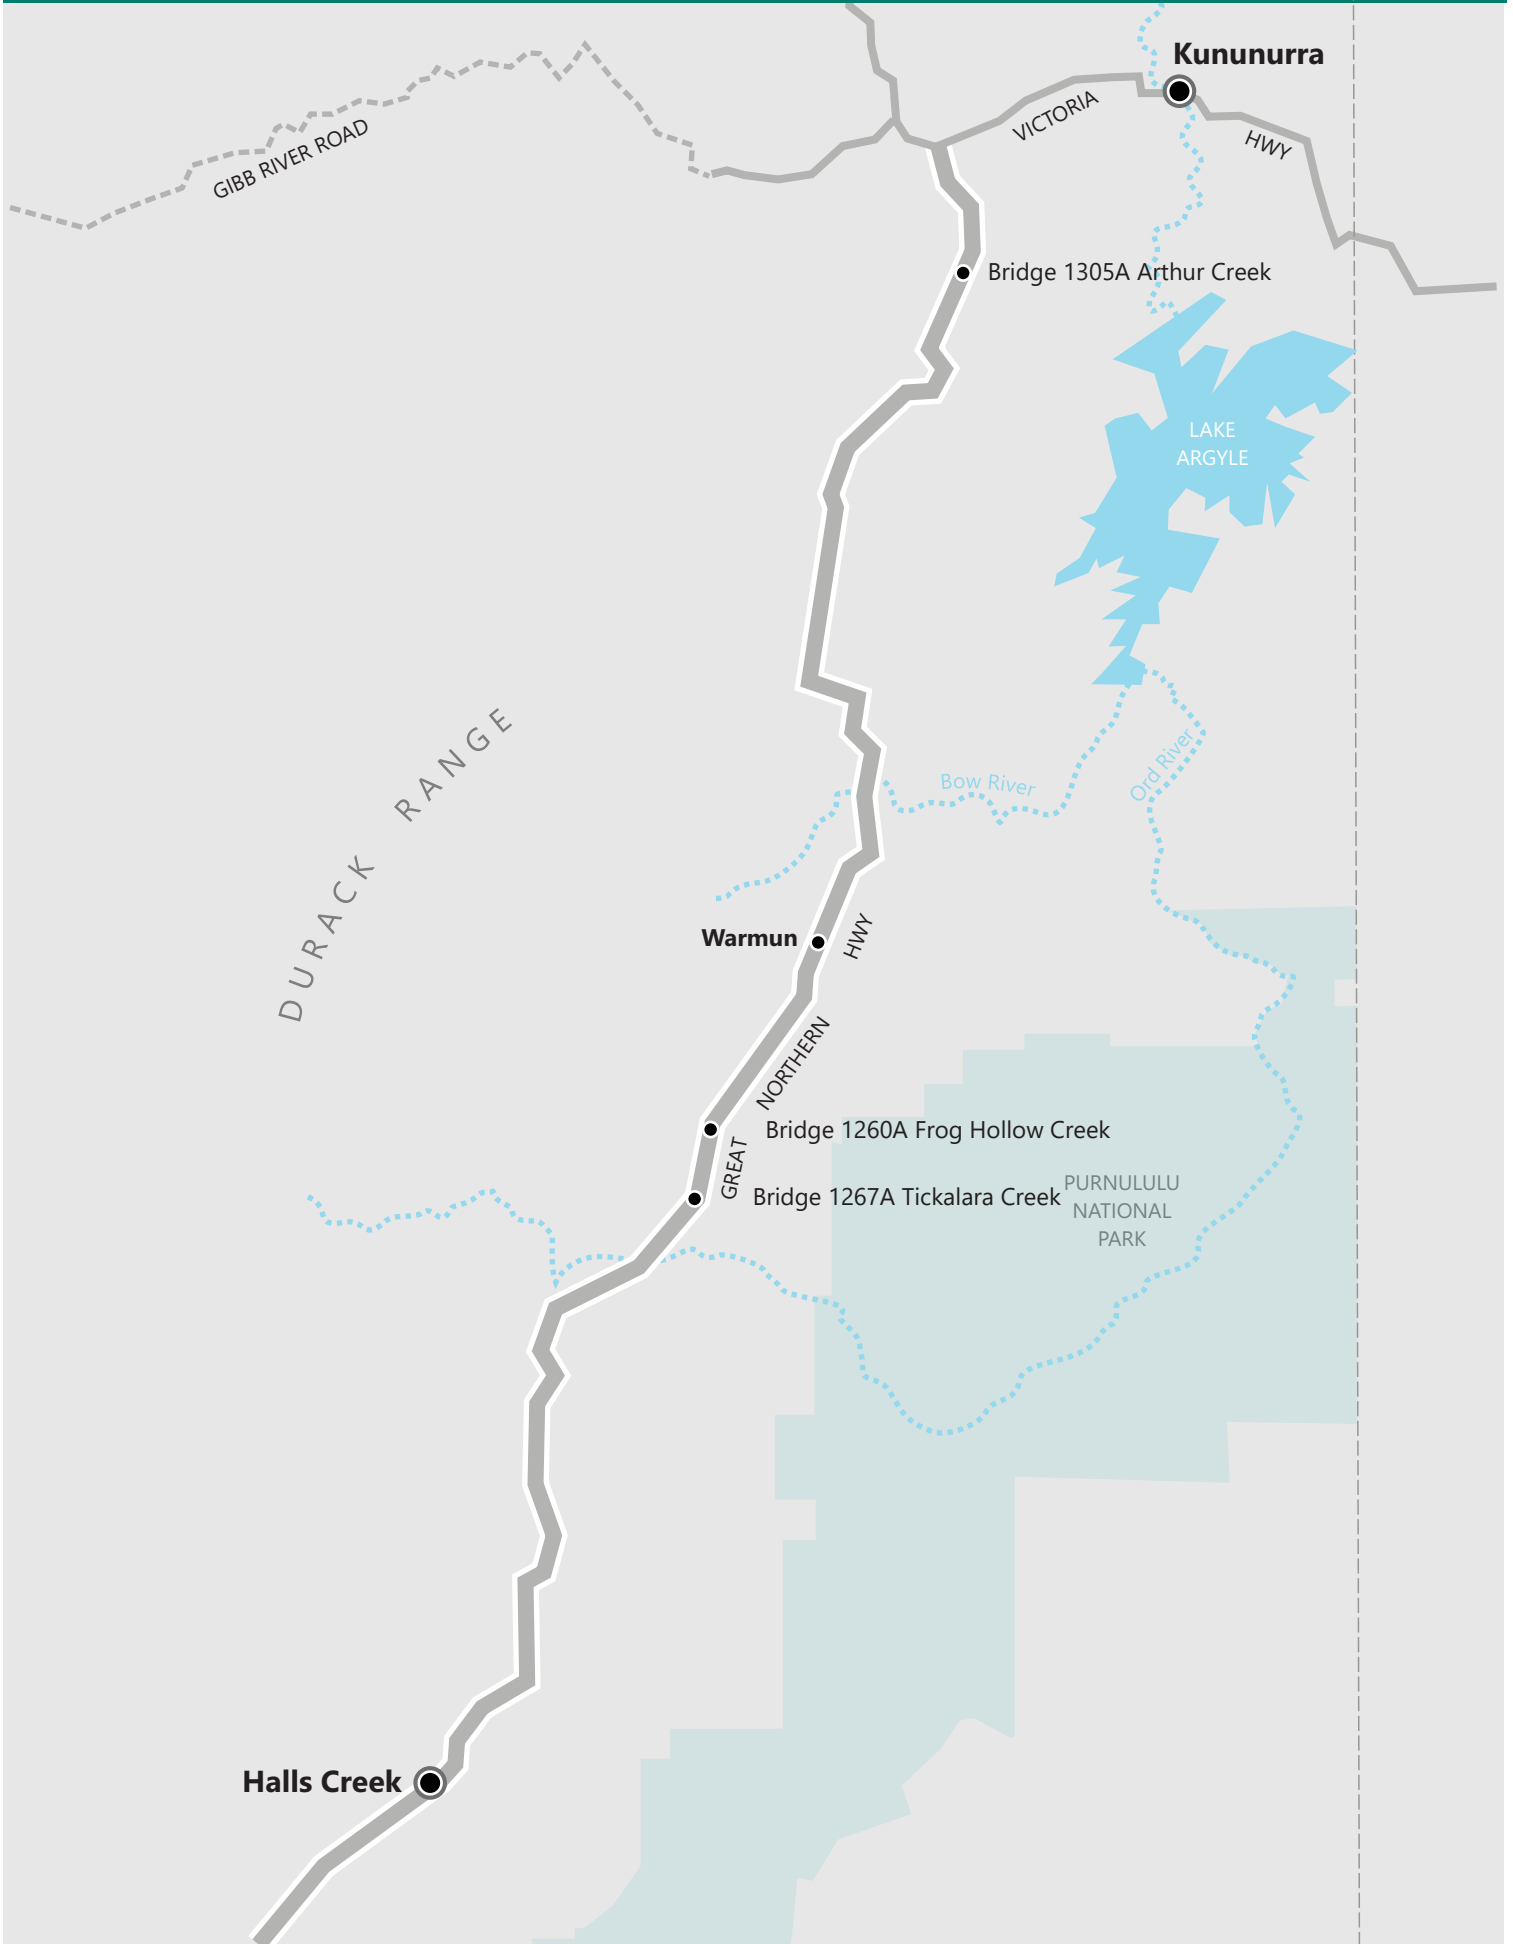 Kununurra
VICTORIA
HWY
GIBB RIVER ROAD
Bridge 1305A Arthur Creek
LAKE
ARGYLE
DURACK RANGE
Bow River
Ord River
Warmun
HWY
NORTHERN
GREAT
Bridge 1260A Frog Hollow Creek
Bridge 1267A Tickalara Creek
PURNULULU
NATIONAL
PARK
Halls Creek